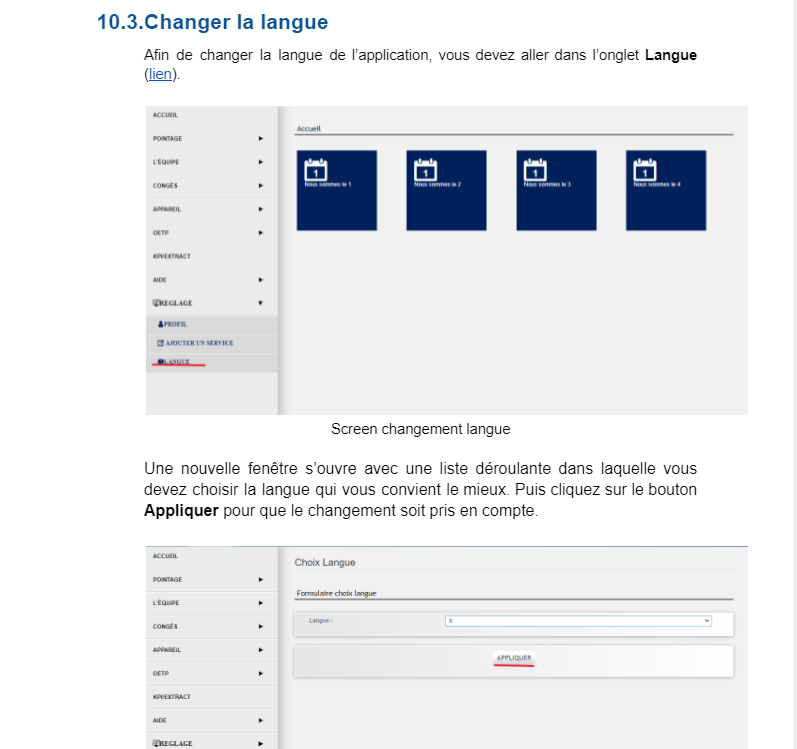 10.3.Changer la langue
Afin de changer la langue de l’application, vous devez aller dans l’onglet Langue
(lien).
ACCUEIL
POINTAGE
L'ÉQUIPE
CONGÉS
APPAREIL
OETP
KPI/EXTRACT
AIDE
REGLAGE
PROFIL
AJOUTER UN SERVICE
LANGUE
Accueil
1
Nous sommes le 1
1
Nous sommes le 2
1
Nous sommes le 3
1
Nous sommes le 4
Screen changement langue
Une nouvelle fenêtre s’ouvre avec une liste déroulante dans laquelle vous
devez choisir la langue qui vous convient le mieux. Puis cliquez sur le bouton
Appliquer pour que le changement soit pris en compte.
ACCUEIL
POINTAGE
L'ÉQUIPE
CONGÉS
APPAREIL
OETP
KPI/EXTRACT
AIDE
REGLAGE
Choix Langue
Formulaire choix langue
Langue :
APPLIQUER